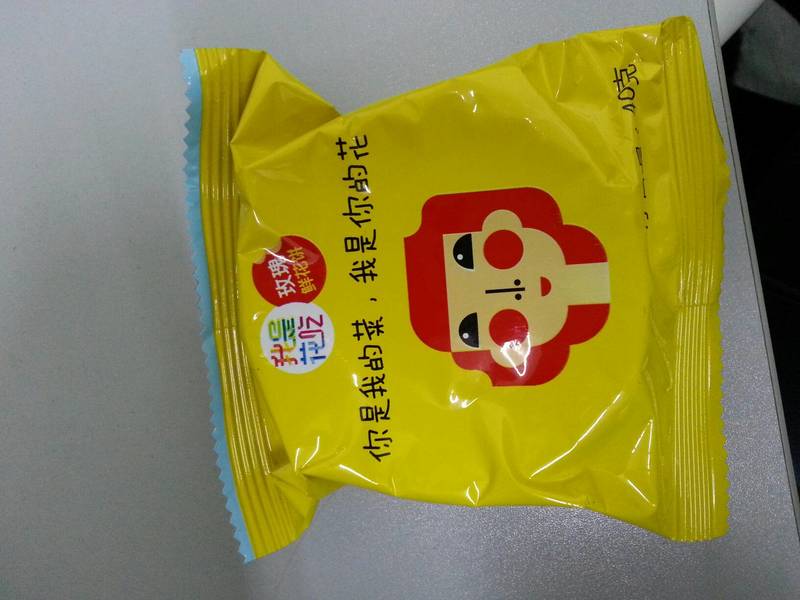 我是
花吃
玫瑰
鲜花饼
你是我的菜，我是你的花